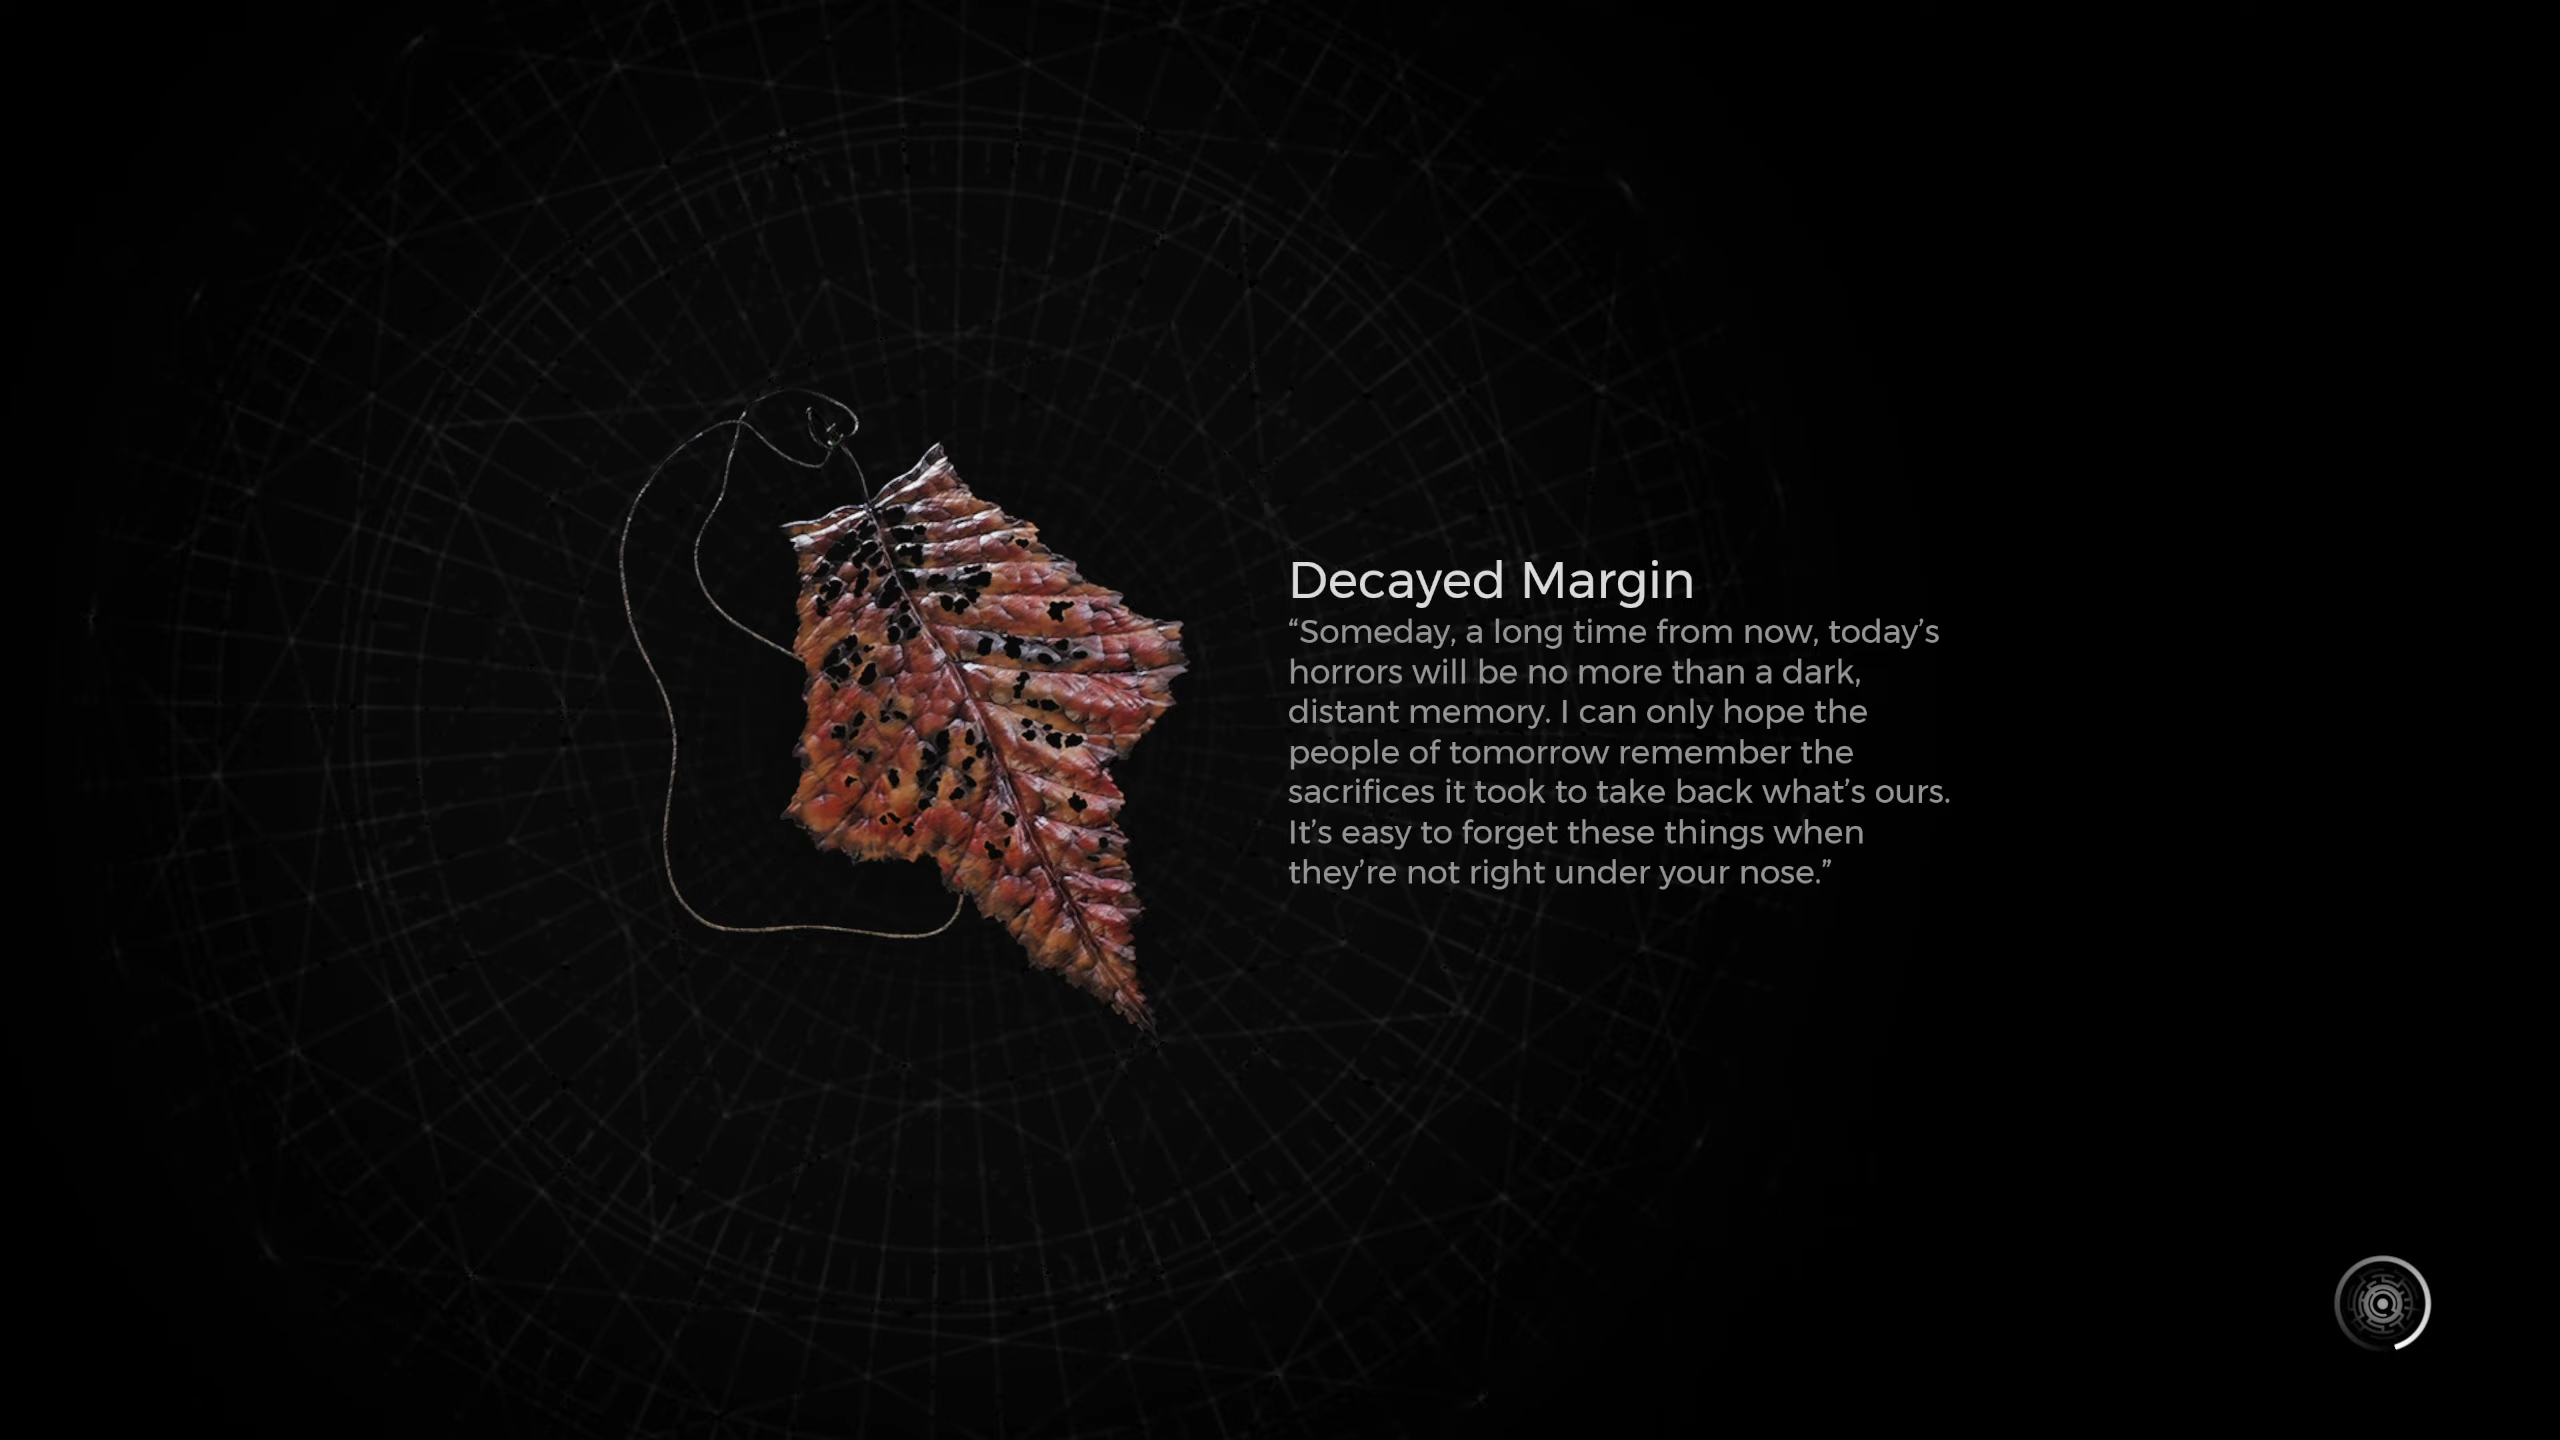 Decayed Margin
“Someday, a long time from now, today’s
horrors will be no more than a dark,
distant memory. I can only hope the
people of tomorrow remember the
sacrifices it took to take back what’s ours.
It’s easy to forget these things when
they’re not right under your nose.”